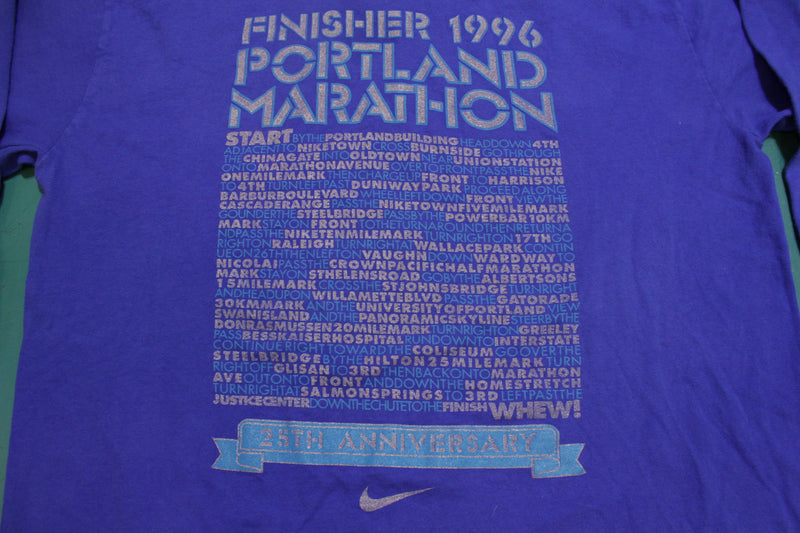 FINISHER 1996
PORTLAND
MARATHON
START BY THE PORTLAND BUILDING HEAD DOWN 4TH
ADJACENT TO NIKETOWN CROSS BURNSIDE GO THROUGH
THE CHINAGATE INTO OLDTOWN NEAR UNION STATION
ONTO MARATHON AVENUE OVER TO FRONT PASS THE NIKE
ONE MILE MARK THEN CHARGE UP FRONT TO HARRISON
TO 4TH TURN LEFT PAST DUNIWAY PARK PROCEED ALONG
BARBUR BOULEVARD WHEEL LEFT DOWN FRONT VIEW THE
CASCADE RANGE PASS THE NIKETOWN FIVE MILE MARK
GO UNDER THE STEEL BRIDGE PASS BY THE POWERBAR 10KM
MARK STAY ON FRONT TO THE TURNAROUND THEN RETURN A
ND PASS THE NIKE TEN MILE MARK TURN RIGHT ON 17TH GO
RIGHT ON RALEIGH TURN RIGHT AT WALLACE PARK CONTIN
UE ON 26TH THEN LEFT ON VAUGHN DOWN WARDWAY TO
NICOLAI PASS THE CROWN PACIFIC HALF MARATHON
MARK STAY ON ST HELENS ROAD GO BY THE ALBERTSONS
15 MILE MARK CROSS THE ST JOHNS BRIDGE TURN RIGHT
AND HEAD UP ON WILLAMETTE BLVD PASS THE GATORADE
30KM MARK AND THE UNIVERSITY OF PORTLAND VIEW
SWAN ISLAND AND THE PANORAMIC SKYLINE STEER BY THE
DON RASMUSSEN 20 MILE MARK TURN RIGHT ON GREELEY
PASS BESS KAISER HOSPITAL RUN DOWN TO INTERSTATE
CONTINUE RIGHT TOWARD THE COLISEUM GO OVER THE
STEEL BRIDGE BY THE HILTON 25 MILE MARK TURN
RIGHT OFF GLISAN TO 3RD THEN BACK ONTO MARATHON
AVE OUT ONTO FRONT AND DOWN THE HOMESTRETCH
TURN RIGHT AT SALMON SPRINGS TO 3RD LEFT PAST THE
JUSTICE CENTER DOWN THE CHUTE TO THE FINISH WHEW!
25TH ANNIVERSARY